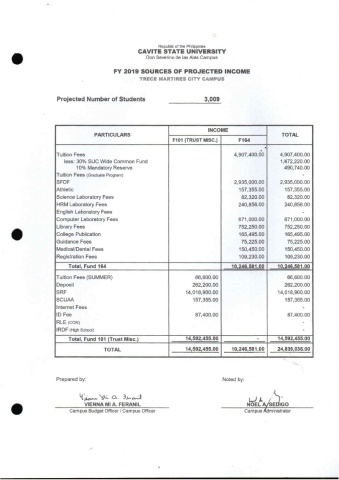 Republic of the Philippines
CAVITE STATE UNIVERSITY
Don Severino de las Alas Campus
FY 2019 SOURCES OF PROJECTED INCOME
TRECE MARTIRES CITY CAMPUS
Projected Number of Students 3,009
PARTICULARS INCOME TOTAL
F101 (TRUST MISC.) F164
Tuition Fees 4,907,400.00 4,907,400.00
less: 30% SUC Wide Common Fund 1,472,220.00
10% Mandatory Reserve 490,740.00
Tuition Fees (Graduate Program) -
SFDF 2,935,000.00 2,935,000.00
Athletic 157,355.00 157,355.00
Science Laboratory Fees 82,320.00 82,320.00
HRM Laboratory Fees 240,856.00 240,856.00
English Laboratory Fees -
Computer Laboratory Fees 671,000.00 671,000.00
Library Fees 752,250.00 752,250.00
College Publication 165,495.00 165,495.00
Guidance Fees 75,225.00 75,225.00
Medical/Dental Fees 150,450.00 150,450.00
Registration Fees 109,230.00 109,230.00
Total, Fund 164 10,246,581.00 10,246,581.00
Tuition Fees (SUMMER) 66,600.00 66,600.00
Deposit 262,200.00 262,200.00
SRF 14,018,900.00 14,018,900.00
SCUAA 157,355.00 157,355.00
Internet Fees -
ID Fee 87,400.00 87,400.00
RLE (CON) -
IRDF (High School) -
Total, Fund 101 (Trust Misc.) 14,592,455.00 - 14,592,455.00
TOTAL 14,592,455.00 10,246,581.00 24,839,036.00
Prepared by: Noted by:
VIENNA MI A. FERANIL NOEL A. SEDIGO
Campus Budget Officer / Campus Officer Campus Administrator